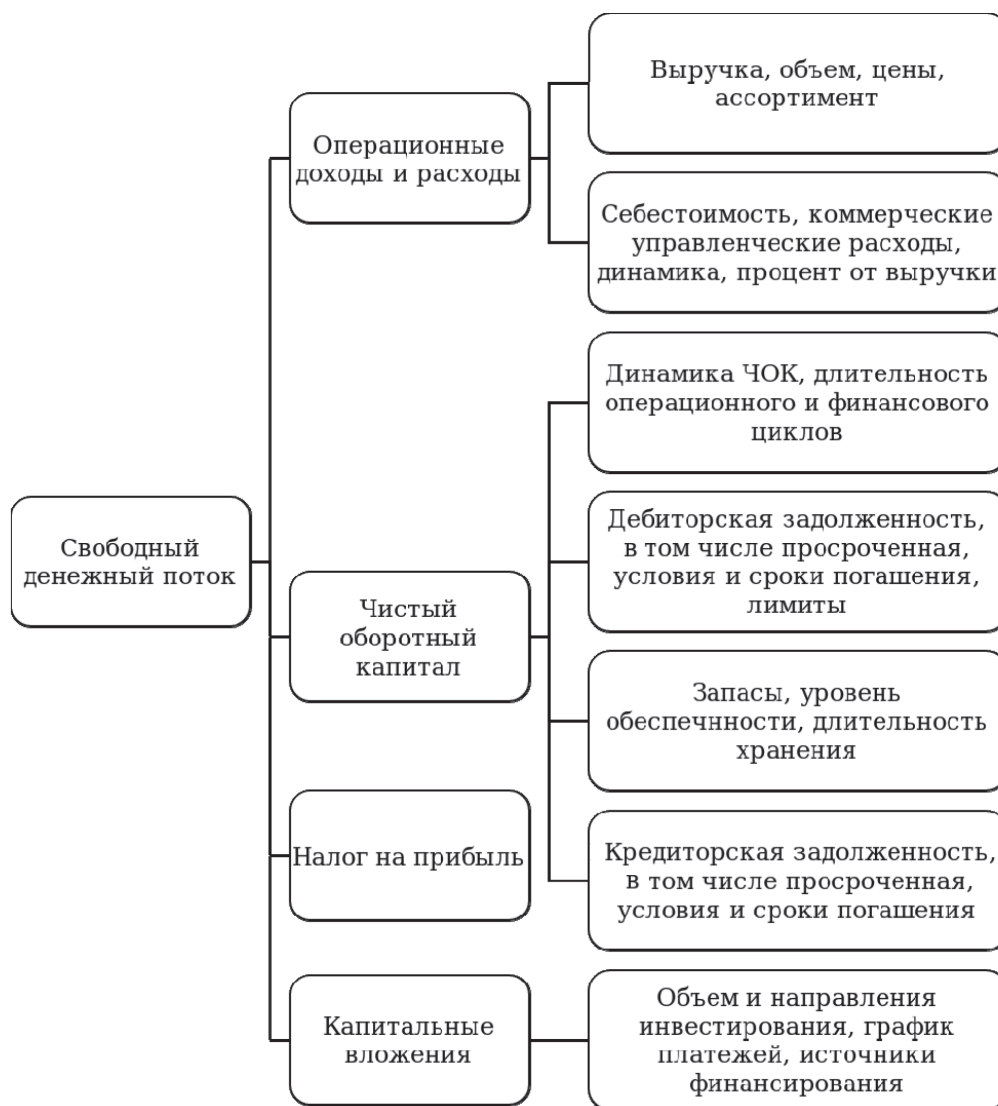 Выручка, объем, цены,
ассортимент
Операционные
доходы и расходы
Себестоимость, коммерческие
управленческие расходы,
динамика, процент от выручки
Динамика ЧОК, длительность
операционного и финансового
циклов
Свободный
денежный поток
Дебиторская задолженность,
в том числе просроченная,
условия и сроки погашения,
лимиты
Чистый
оборотный
капитал
Запасы, уровень
обеспечнности, длительность
хранения
Налог на прибыль
Кредиторская задолженность,
в том числе просроченная,
условия и сроки погашения
Капитальные
вложения
Объем и направления
инвестирования, график
платежей, источники
финансирования